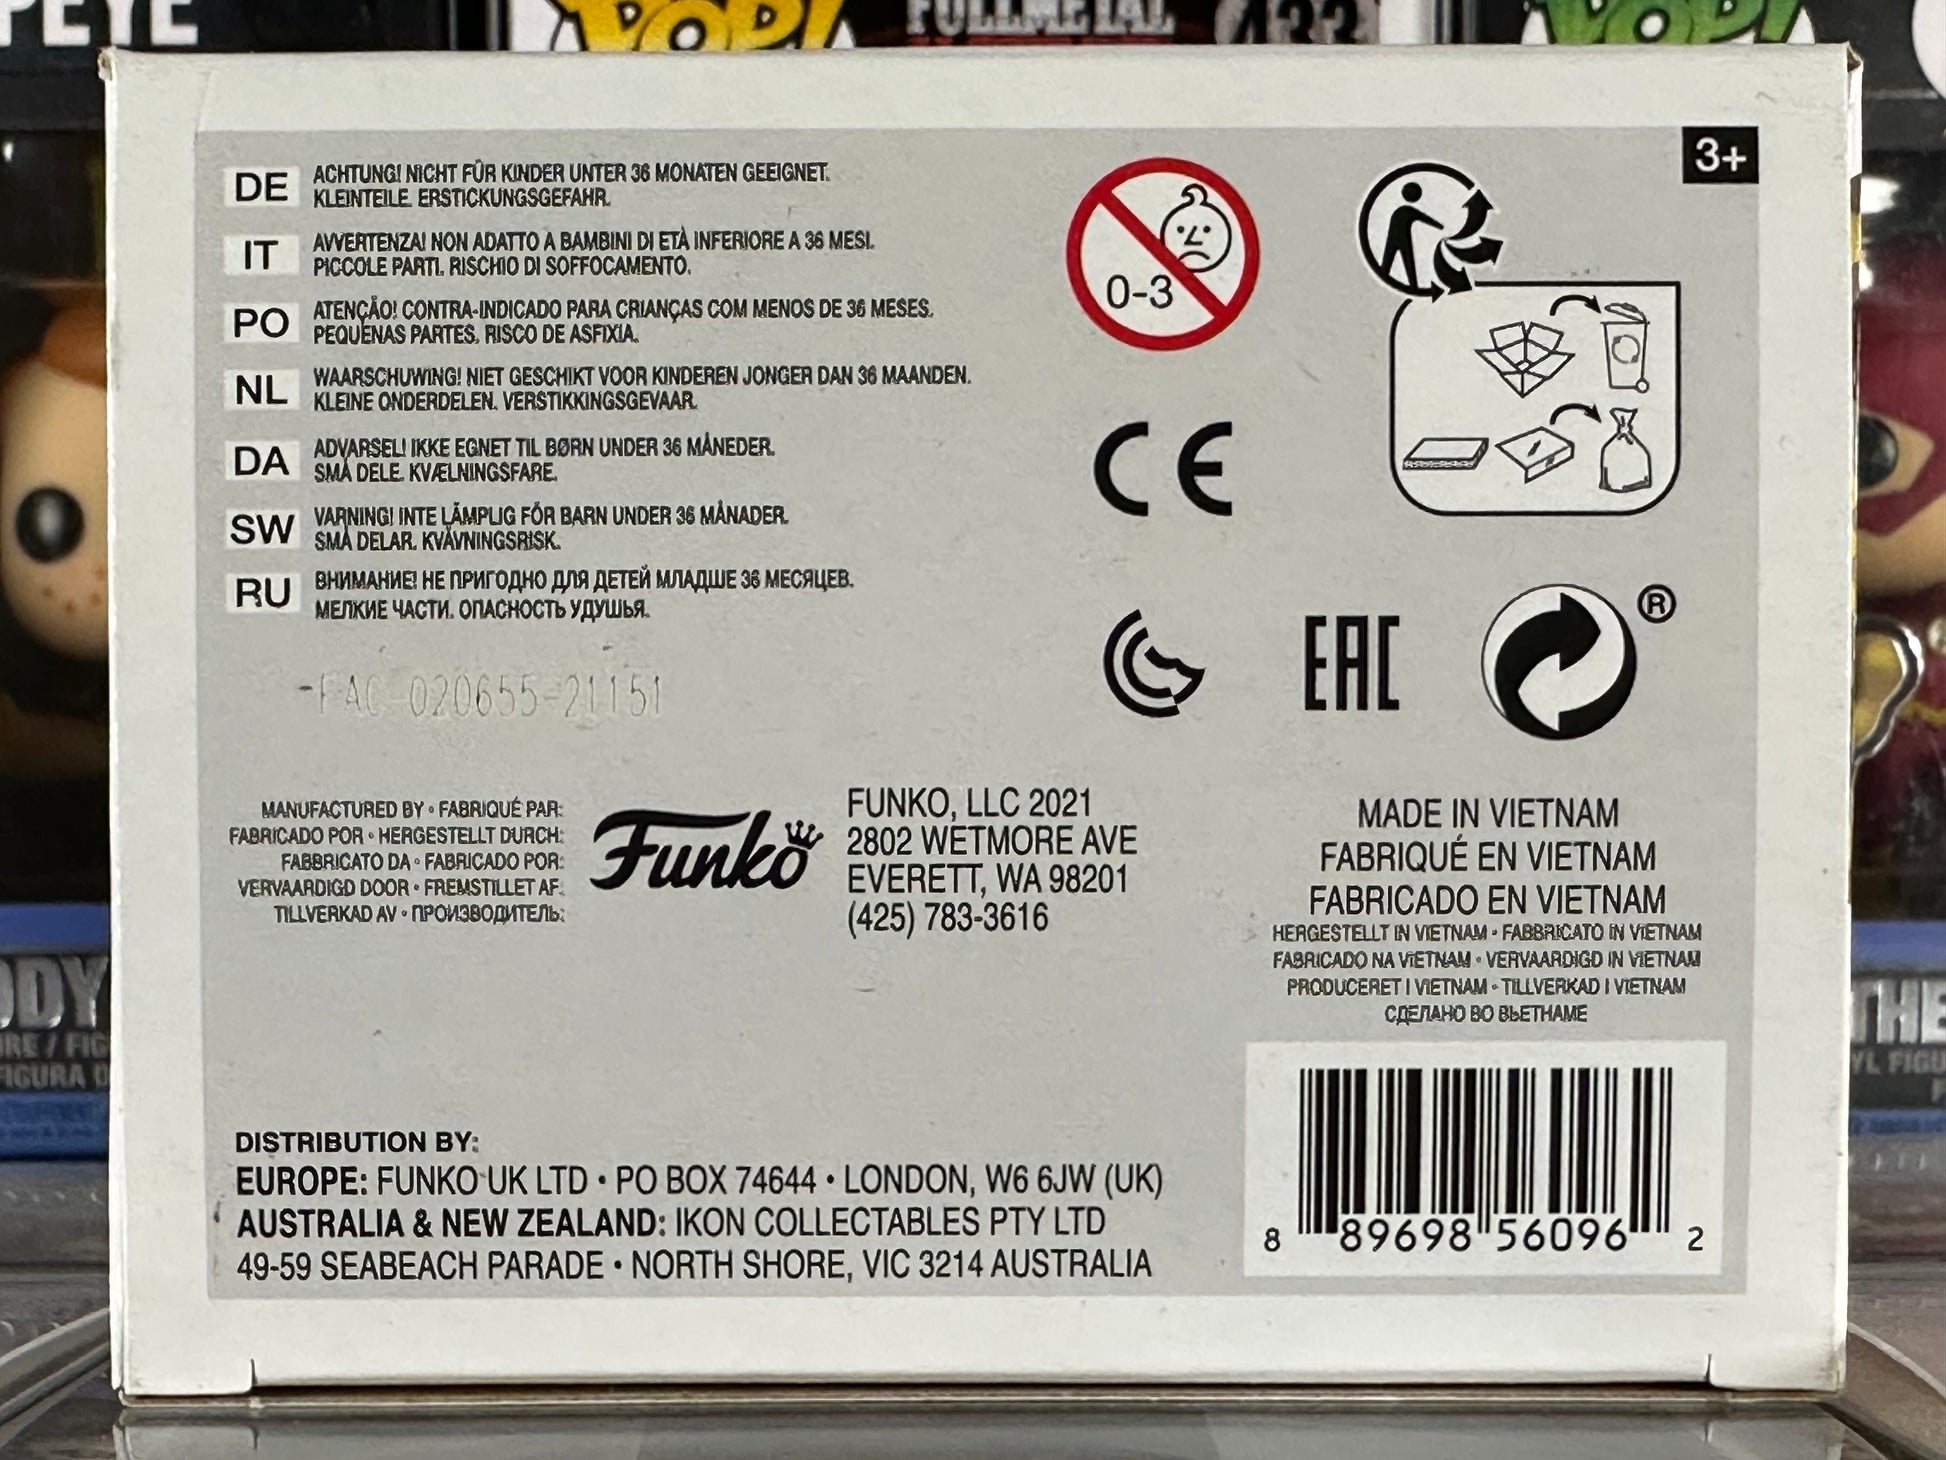 PEYE
POP!
FULLMETAL
POP!
3+
DE
ACHTUNG! NICHT FÜR KINDER UNTER 36 MONATEN GEEIGNET.
KLEINTEILE. ERSTICKUNGSGEFAHR.
IT
AVVERTENZA! NON ADATTO A BAMBINI DI ETÀ INFERIORE A 36 MESI.
PICCOLE PARTI. RISCHIO DI SOFFOCAMENTO.
PO
ATENÇÃO! CONTRA-INDICADO PARA CRIANÇAS COM MENOS DE 36 MESES.
PEQUENAS PARTES. RISCO DE ASFIXIA.
NL
WAARSCHUWING! NIET GESCHIKT VOOR KINDEREN JONGER DAN 36 MAANDEN.
KLEINE ONDERDELEN. VERSTIKKINGSGEVAAR.
DA
ADVARSEL! IKKE EGNET TIL BØRN UNDER 36 MÅNEDER.
SMÅ DELE. KVÆLNINGSFARE.
SW
VARNING! INTE LÄMPLIG FÖR BARN UNDER 36 MÅNADER.
SMÅ DELAR. KVÄVNINGSRISK.
RU
ВНИМАНИЕ! НЕ ПРИГОДНО ДЛЯ ДЕТЕЙ МЛАДШЕ 36 МЕСЯЦЕВ.
МЕЛКИЕ ЧАСТИ. ОПАСНОСТЬ УДУШЬЯ.
0-3
CE
EAC
®
-FAC-020655-21151
MANUFACTURED BY • FABRIQUÉ PAR:
FABRICADO POR • HERGESTELLT DURCH:
FABBRICATO DA • FABRICADO POR:
VERVAARDIGD DOOR • FREMSTILLET AF:
TILLVERKAD AV • ПРОИЗВОДИТЕЛЬ:
Funko
FUNKO, LLC 2021
2802 WETMORE AVE
EVERETT, WA 98201
(425) 783-3616
MADE IN VIETNAM
FABRIQUÉ EN VIETNAM
FABRICADO EN VIETNAM
HERGESTELLT IN VIETNAM • FABBRICATO IN VIETNAM
FABRICADO NA VIETNAM • VERVAARDIGD IN VIETNAM
PRODUCERET I VIETNAM • TILLVERKAD I VIETNAM
СДЕЛАНО ВО ВЬЕТНАМЕ
DISTRIBUTION BY:
EUROPE: FUNKO UK LTD • PO BOX 74644 • LONDON, W6 6JW (UK)
AUSTRALIA & NEW ZEALAND: IKON COLLECTABLES PTY LTD
49-59 SEABEACH PARADE • NORTH SHORE, VIC 3214 AUSTRALIA
8 89698 56096 2
ODY
THE
FIGURA D